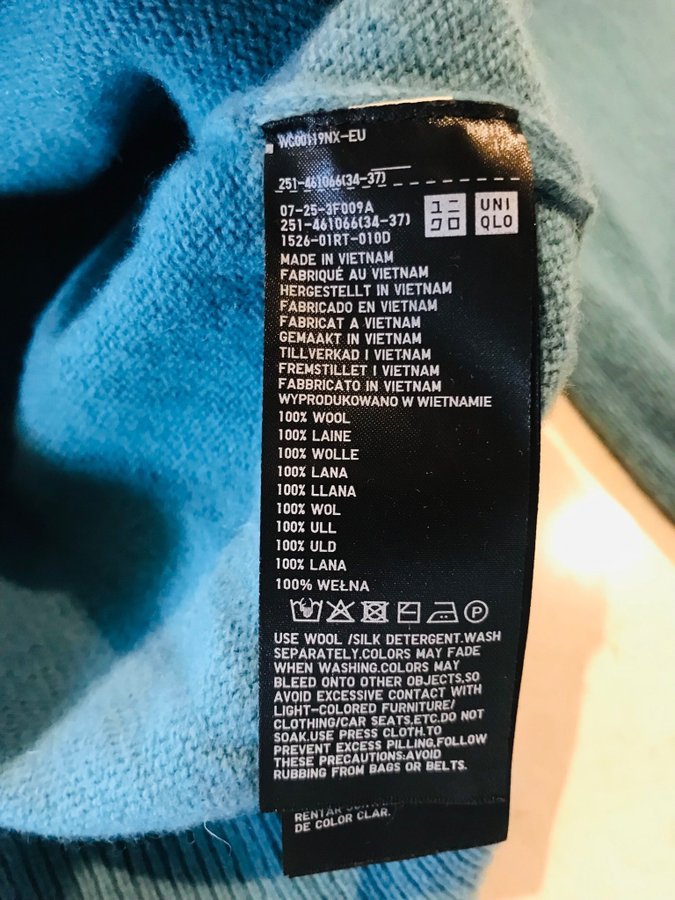 WG00119NX-EU
251-461066(34-37)
07-25-3F009A
251-461066(34-37)
1526-01RT-010D
ユニ
クロ
UNI
QLO
MADE IN VIETNAM
FABRIQUÉ AU VIETNAM
HERGESTELLT IN VIETNAM
FABRICADO EN VIETNAM
FABRICAT A VIETNAM
GEMAAKT IN VIETNAM
TILLVERKAD I VIETNAM
FREMSTILLET I VIETNAM
FABBRICATO IN VIETNAM
WYPRODUKOWANO W WIETNAMIE
100% WOOL
100% LAINE
100% WOLLE
100% LANA
100% LLANA
100% WOL
100% ULL
100% ULD
100% LANA
100% WEŁNA
P
USE WOOL /SILK DETERGENT.WASH
SEPARATELY.COLORS MAY FADE
WHEN WASHING.COLORS MAY
BLEED ONTO OTHER OBJECTS,SO
AVOID EXCESSIVE CONTACT WITH
LIGHT-COLORED FURNITURE/
CLOTHING/CAR SEATS,ETC.DO NOT
SOAK.USE PRESS CLOTH.TO
PREVENT EXCESS PILLING,FOLLOW
THESE PRECAUTIONS:AVOID
RUBBING FROM BAGS OR BELTS.
RENTAR
DE COLOR CLAR.